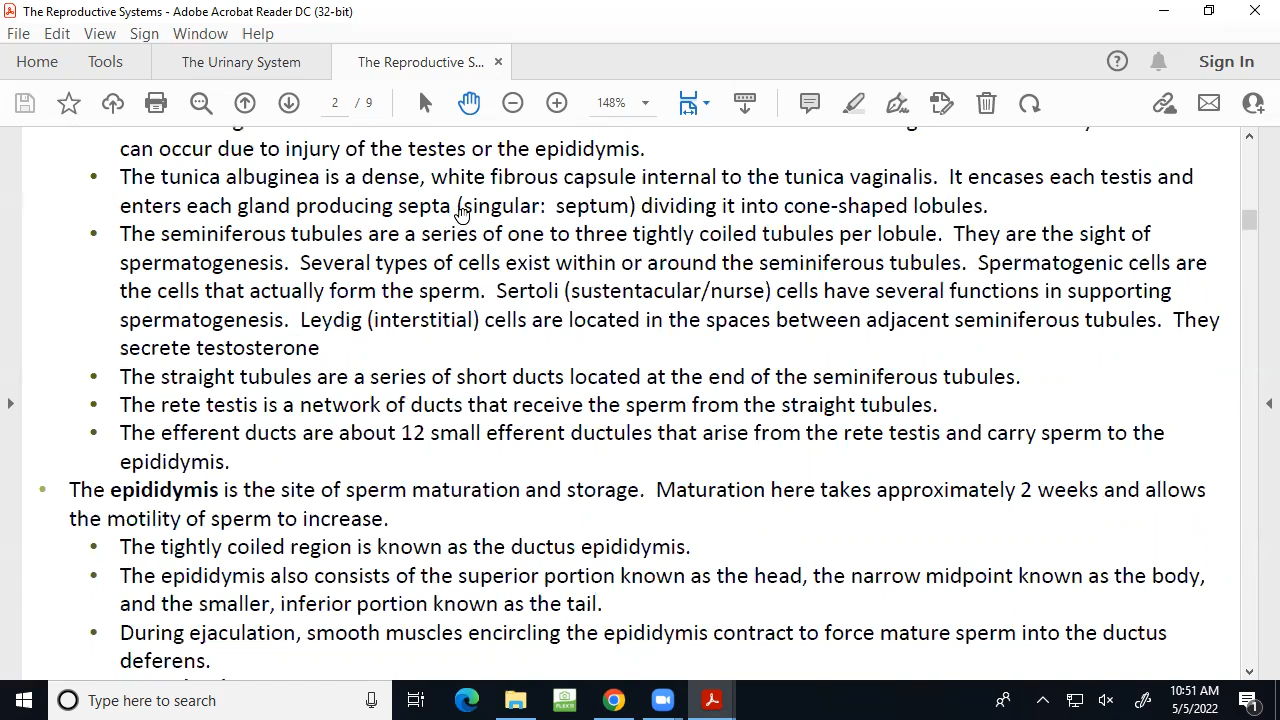 The Reproductive Systems - Adobe Acrobat Reader DC (32-bit)
File Edit View Sign Window Help
Home Tools The Urinary System The Reproductive S... × Sign In
2 / 9 148%
can occur due to injury of the testes or the epididymis.
• The tunica albuginea is a dense, white fibrous capsule internal to the tunica vaginalis. It encases each testis and
enters each gland producing septa (singular: septum) dividing it into cone-shaped lobules.
• The seminiferous tubules are a series of one to three tightly coiled tubules per lobule. They are the sight of
spermatogenesis. Several types of cells exist within or around the seminiferous tubules. Spermatogenic cells are
the cells that actually form the sperm. Sertoli (sustentacular/nurse) cells have several functions in supporting
spermatogenesis. Leydig (interstitial) cells are located in the spaces between adjacent seminiferous tubules. They
secrete testosterone
• The straight tubules are a series of short ducts located at the end of the seminiferous tubules.
• The rete testis is a network of ducts that receive the sperm from the straight tubules.
• The efferent ducts are about 12 small efferent ductules that arise from the rete testis and carry sperm to the
epididymis.
• The epididymis is the site of sperm maturation and storage. Maturation here takes approximately 2 weeks and allows
the motility of sperm to increase.
• The tightly coiled region is known as the ductus epididymis.
• The epididymis also consists of the superior portion known as the head, the narrow midpoint known as the body,
and the smaller, inferior portion known as the tail.
• During ejaculation, smooth muscles encircling the epididymis contract to force mature sperm into the ductus
deferens.
Type here to search
10:51 AM
5/5/2022
1